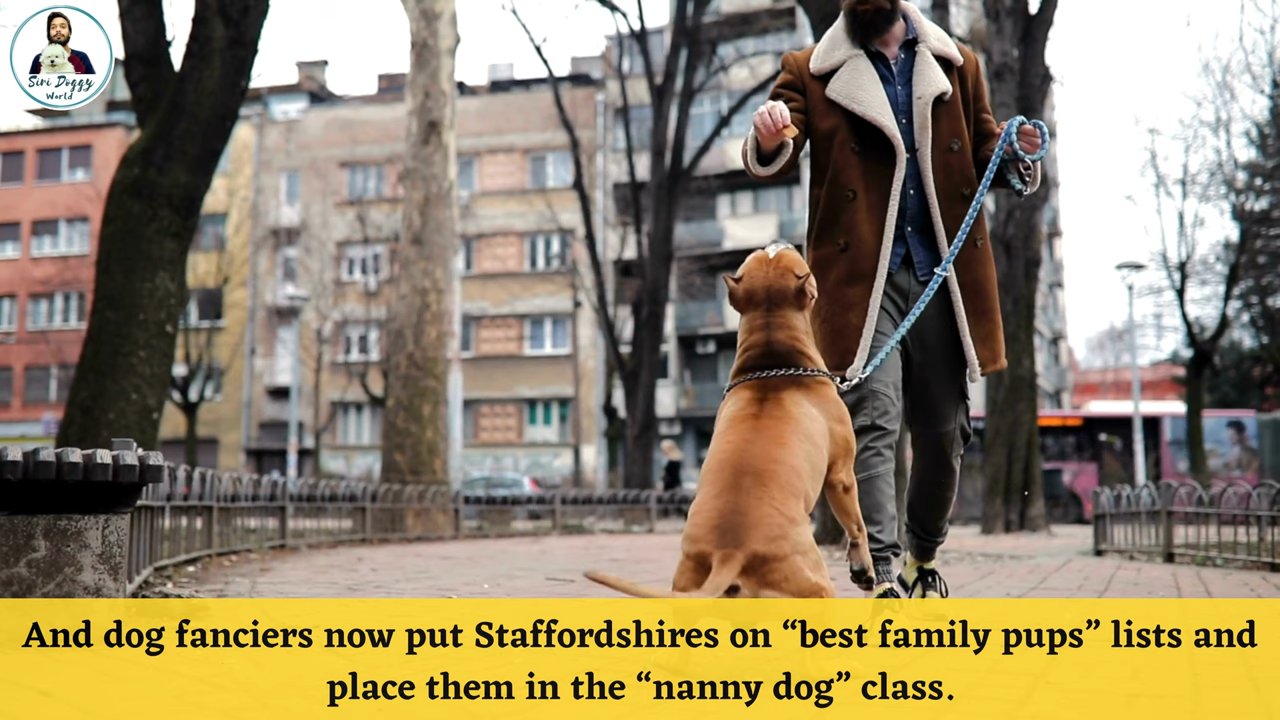 Siri Doggy
World
And dog fanciers now put Staffordshires on “best family pups” lists and
place them in the “nanny dog” class.